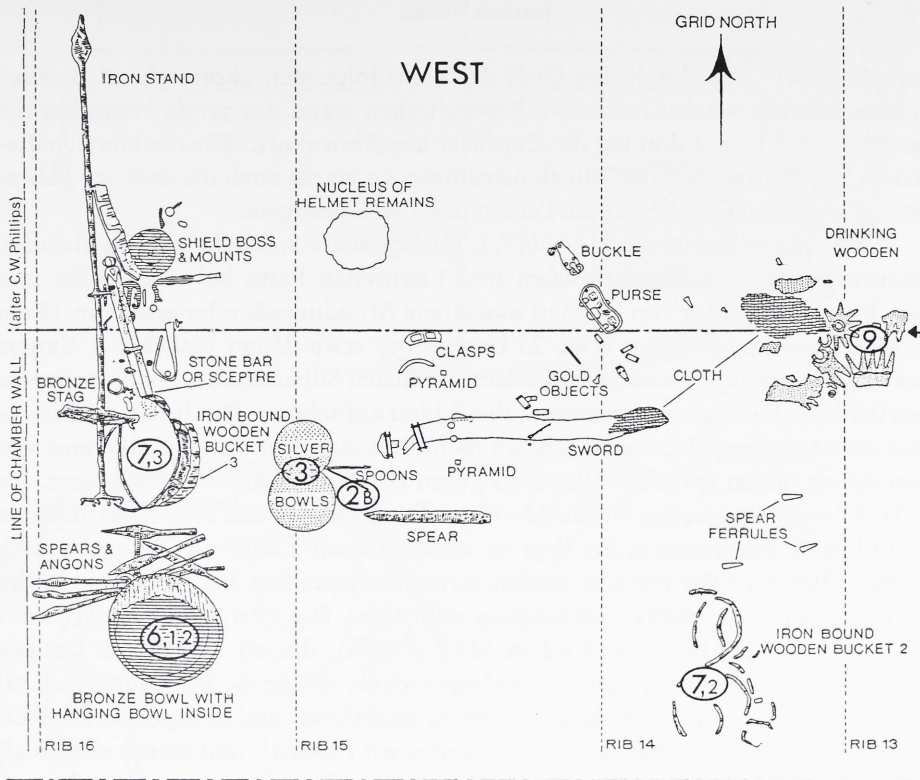 GRID NORTH
WEST
IRON STAND
NUCLEUS OF
HELMET REMAINS
SHIELD BOSS
& MOUNTS
BUCKLE
PURSE
DRINKING
WOODEN
LINE OF CHAMBER WALL (after C.W. Phillips)
CLASPS
PYRAMID
GOLD
OBJECTS
CLOTH
9
STONE BAR
OR SCEPTRE
BRONZE
STAG
IRON BOUND
WOODEN
BUCKET
3
7,3
SILVER
3
BOWLS
SPOONS
2B
PYRAMID
SWORD
SPEAR
SPEAR
FERRULES
SPEARS &
ANGONS
6,1-2
BRONZE BOWL WITH
HANGING BOWL INSIDE
IRON BOUND
WOODEN BUCKET 2
7,2
RIB 16
RIB 15
RIB 14
RIB 13